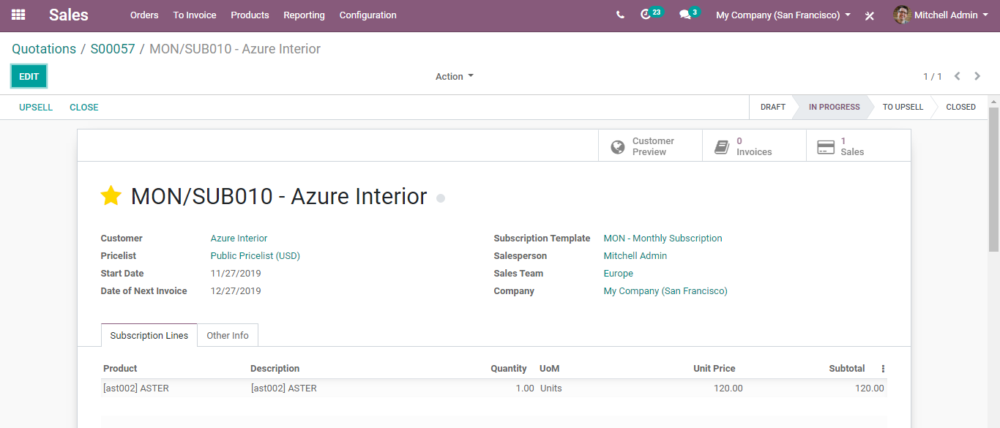 Sales Orders To Invoice Products Reporting Configuration 23 3 My Company (San Francisco) Mitchell Admin
Quotations / S00057 / MON/SUB010 - Azure Interior
EDIT Action 1 / 1
UPSELL CLOSE DRAFT IN PROGRESS TO UPSELL CLOSED
Customer Preview 0 Invoices 1 Sales
MON/SUB010 - Azure Interior
Customer Azure Interior Subscription Template MON - Monthly Subscription
Pricelist Public Pricelist (USD) Salesperson Mitchell Admin
Start Date 11/27/2019 Sales Team Europe
Date of Next Invoice 12/27/2019 Company My Company (San Francisco)
Subscription Lines Other Info
Product Description Quantity UoM Unit Price Subtotal
[ast002] ASTER [ast002] ASTER 1.00 Units 120.00 120.00